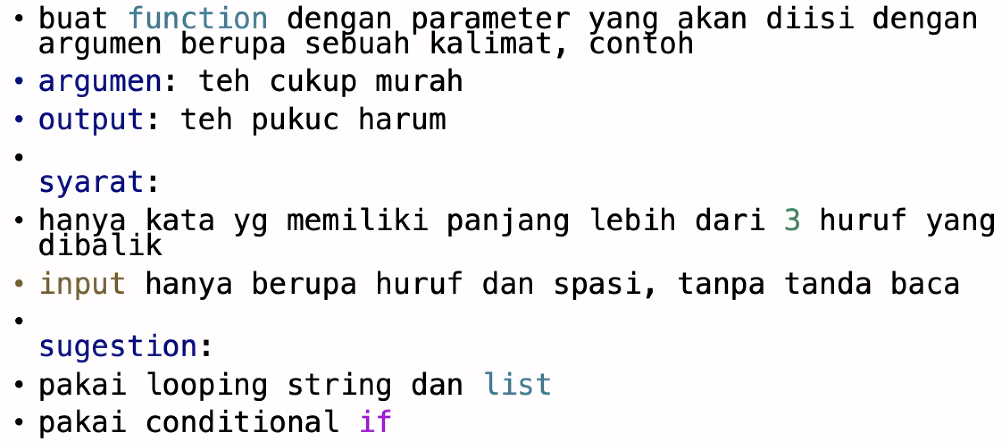 • buat function dengan parameter yang akan diisi dengan
argumen berupa sebuah kalimat, contoh
• argumen: teh cukup murah
• output: teh pukuc harum
•
syarat:
• hanya kata yg memiliki panjang lebih dari 3 huruf yang
dibalik
• input hanya berupa huruf dan spasi, tanpa tanda baca
•
sugestion:
• pakai looping string dan list
• pakai conditional if